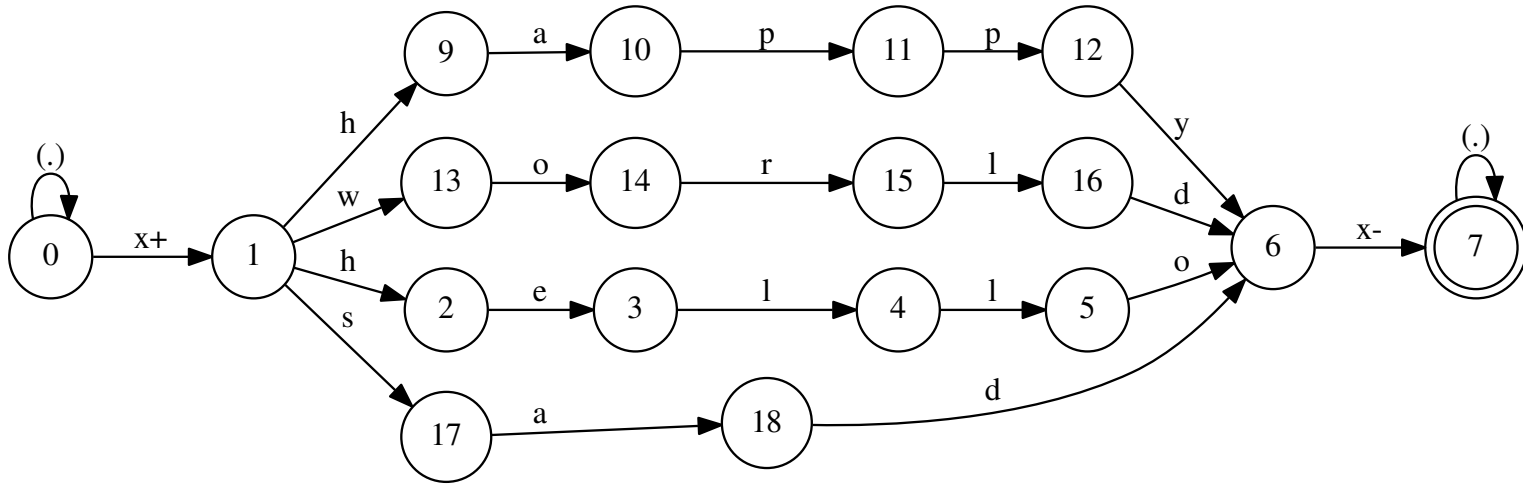 9 a 10 p 11 p 12
h y
(.) (.)
13 o 14 r 15 l 16
w d
0 x+ 1 6 x- 7
h o
2 e 3 l 4 l 5
s
17 a 18 d